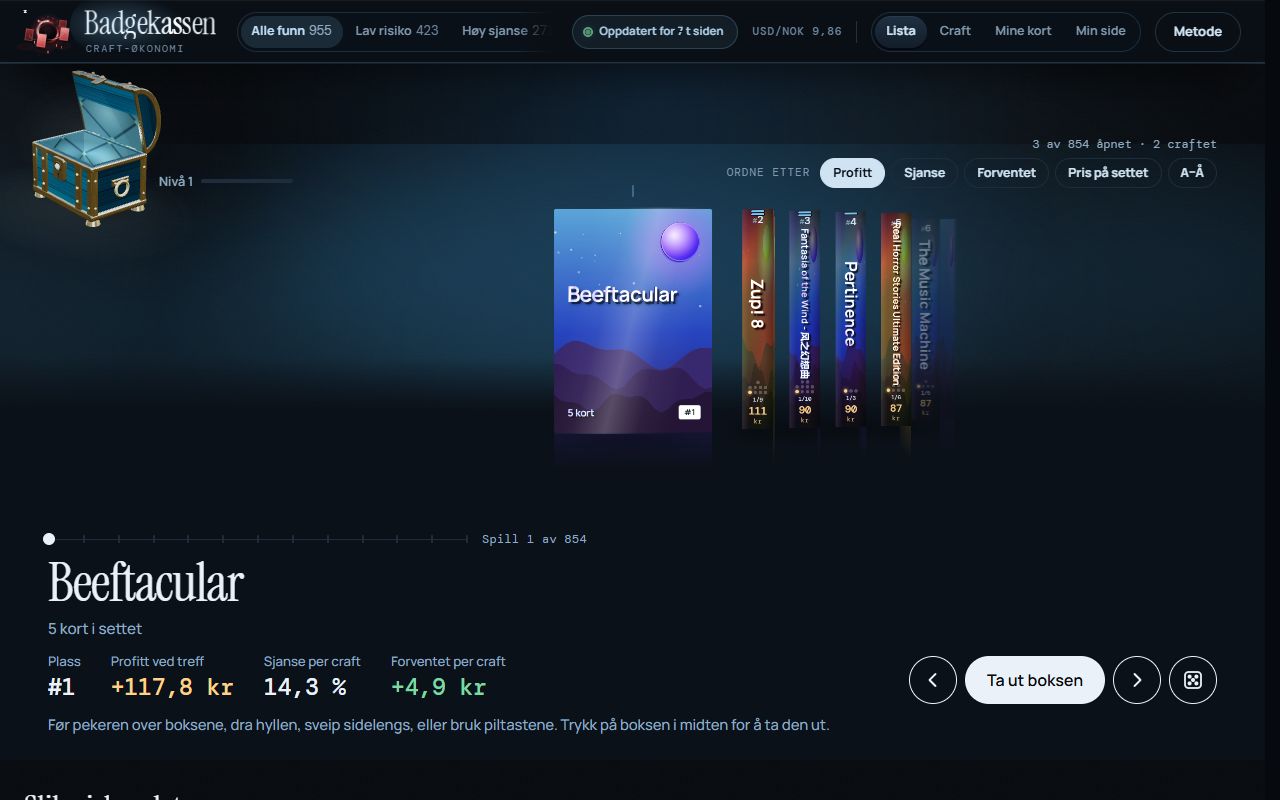 Badgekassen
CRAFT-ØKONOMI
Alle funn 955
Lav risiko 423
Høy sjanse
Oppdatert for ? t siden
USD/NOK 9,86
Lista
Craft
Mine kort
Min side
Metode
3 av 854 åpnet · 2 craftet
Nivå 1
ORDNE ETTER
Profitt
Sjanse
Forventet
Pris på settet
A–Å
Beeftacular
5 kort
#1
#2
Zup! 8
1/9
111
kr
#3
Fantasia of the Wind - 风之幻想曲
1/10
90
kr
#4
Pertinence
1/3
90
kr
Real Horror Stories Ultimate Edition
1/6
87
kr
#6
The Music Machine
87
kr
Spill 1 av 854
Beeftacular
5 kort i settet
Plass
Profitt ved treff
Sjanse per craft
Forventet per craft
#1
+117,8 kr
14,3 %
+4,9 kr
Ta ut boksen
Før pekeren over boksene, dra hyllen, sveip sidelengs, eller bruk piltastene. Trykk på boksen i midten for å ta den ut.